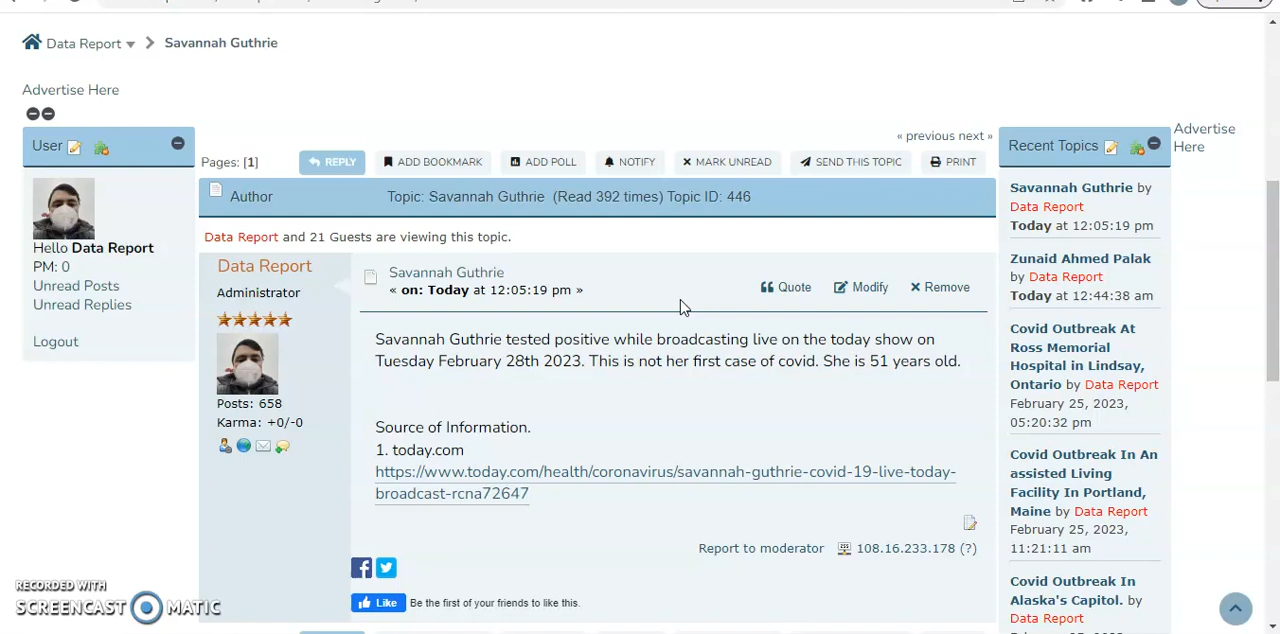 Data Report
Savannah Guthrie
Advertise Here
User
Hello Data Report
PM: 0
Unread Posts
Unread Replies
Logout
« previous next »
Pages: [1]
REPLY
ADD BOOKMARK
ADD POLL
NOTIFY
MARK UNREAD
SEND THIS TOPIC
PRINT
Author
Topic: Savannah Guthrie (Read 392 times) Topic ID: 446
Data Report and 21 Guests are viewing this topic.
Data Report
Administrator
Posts: 658
Karma: +0/-0
Savannah Guthrie
« on: Today at 12:05:19 pm »
Quote
Modify
Remove
Savannah Guthrie tested positive while broadcasting live on the today show on
Tuesday February 28th 2023. This is not her first case of covid. She is 51 years old.
Source of Information.
1. today.com
https://www.today.com/health/coronavirus/savannah-guthrie-covid-19-live-today-
broadcast-rcna72647
Report to moderator
108.16.233.178 (?)
Like
Be the first of your friends to like this.
Recent Topics
Savannah Guthrie by
Data Report
Today at 12:05:19 pm
Zunaid Ahmed Palak
by Data Report
Today at 12:44:38 am
Covid Outbreak At
Ross Memorial
Hospital in Lindsay,
Ontario by Data Report
February 25, 2023,
05:20:32 pm
Covid Outbreak In An
assisted Living
Facility In Portland,
Maine by Data Report
February 25, 2023,
11:21:11 am
Covid Outbreak In
Alaska's Capitol. by
Data Report
Advertise
Here
RECORDED WITH
SCREENCAST MATIC